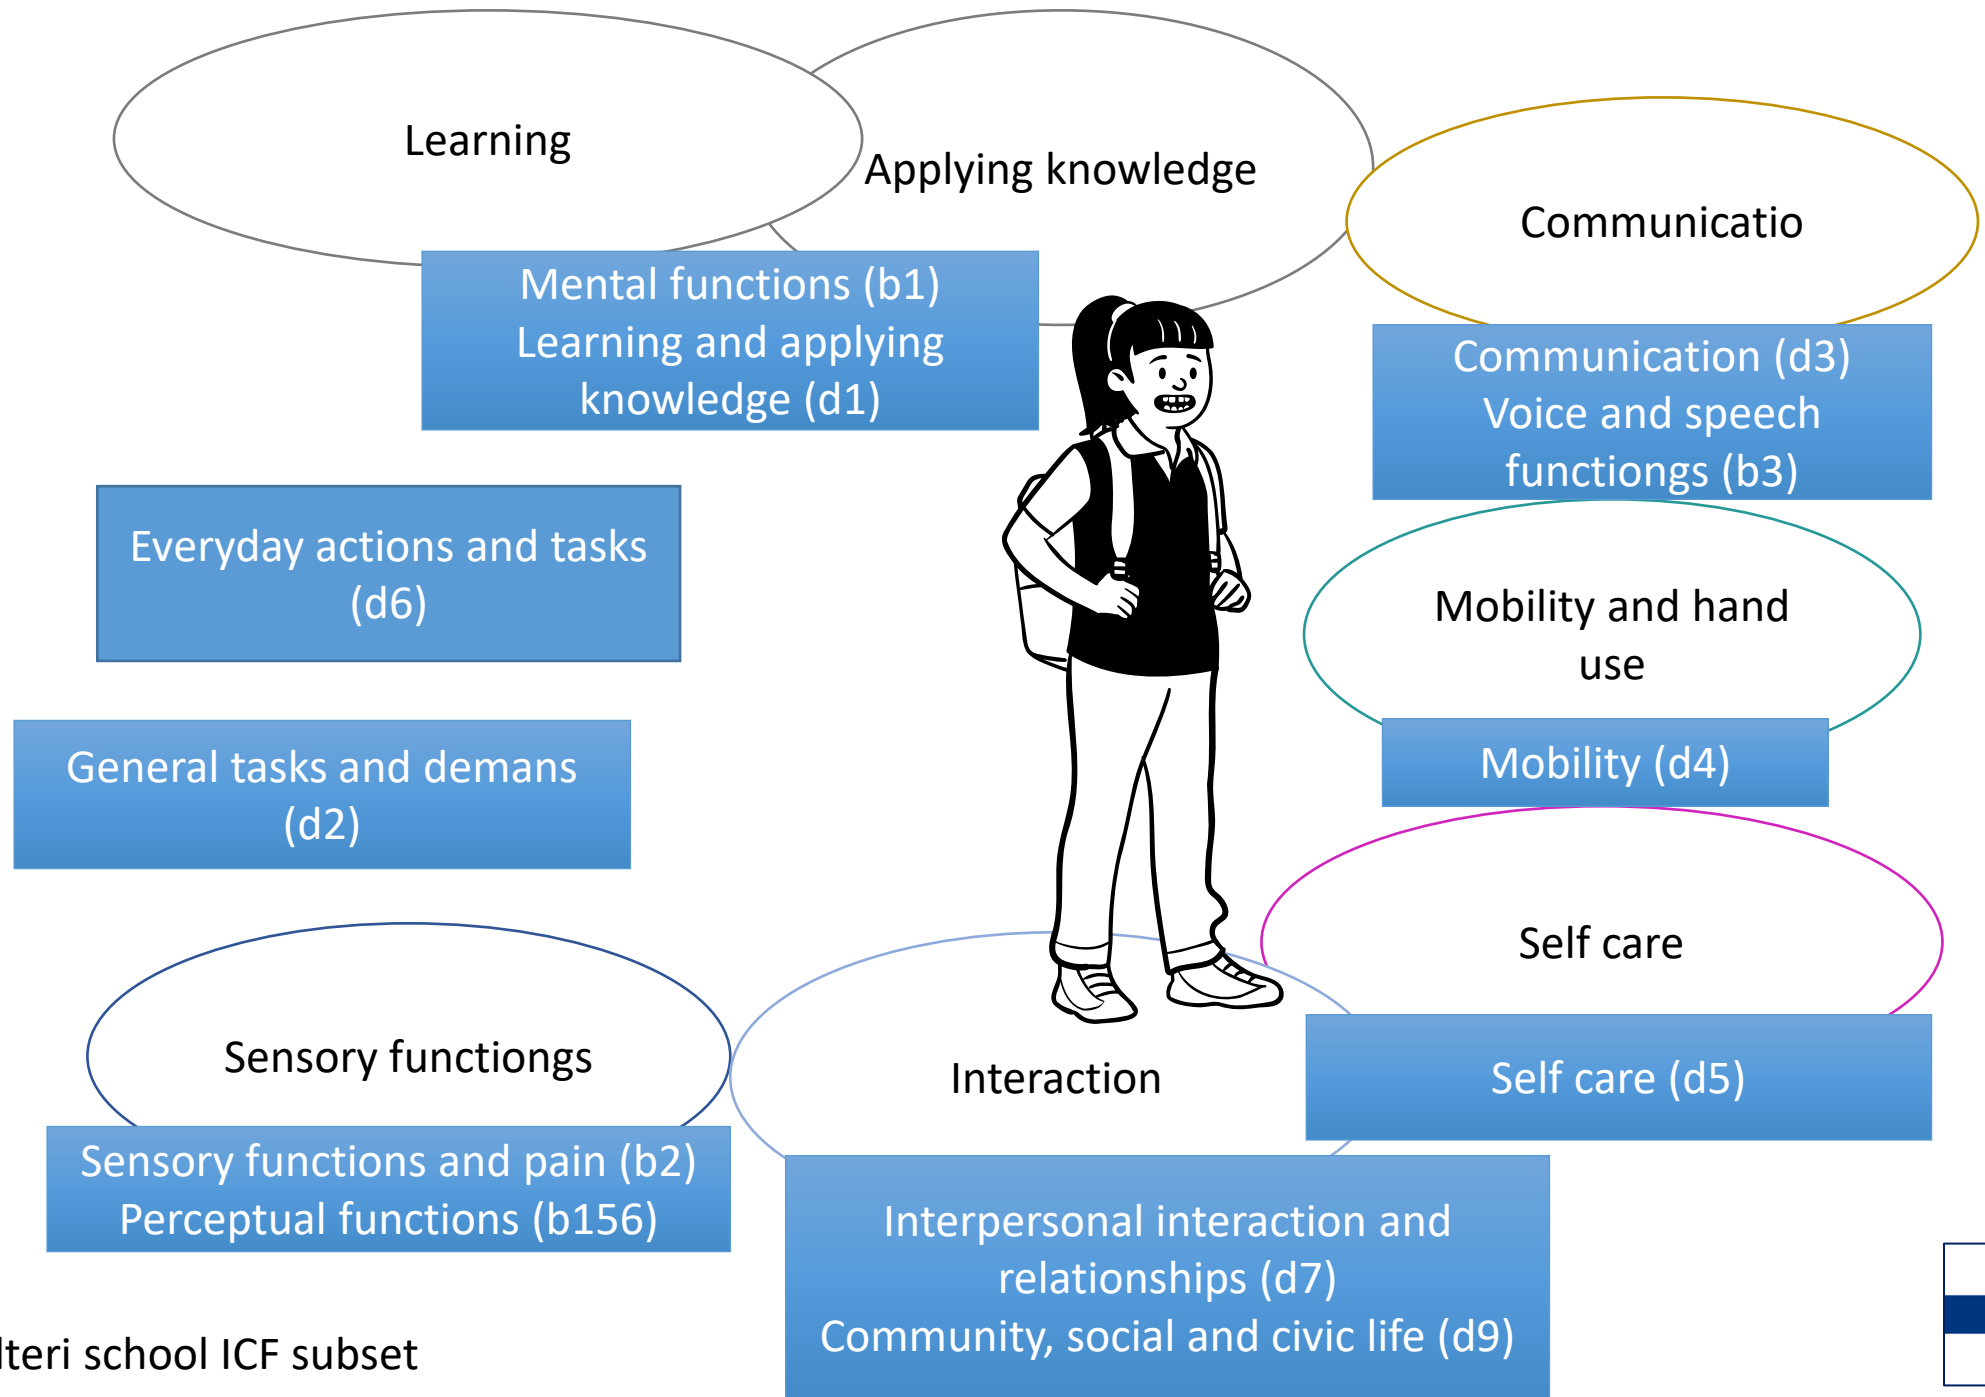 Learning
Applying knowledge
Communicatio
Mental functions (b1)
Learning and applying
knowledge (d1)
Communication (d3)
Voice and speech
functiongs (b3)
Everyday actions and tasks
(d6)
Mobility and hand
use
General tasks and demans
(d2)
Mobility (d4)
Self care
Sensory functiongs
Interaction
Self care (d5)
Sensory functions and pain (b2)
Perceptual functions (b156)
Interpersonal interaction and
relationships (d7)
Community, social and civic life (d9)
lteri school ICF subset